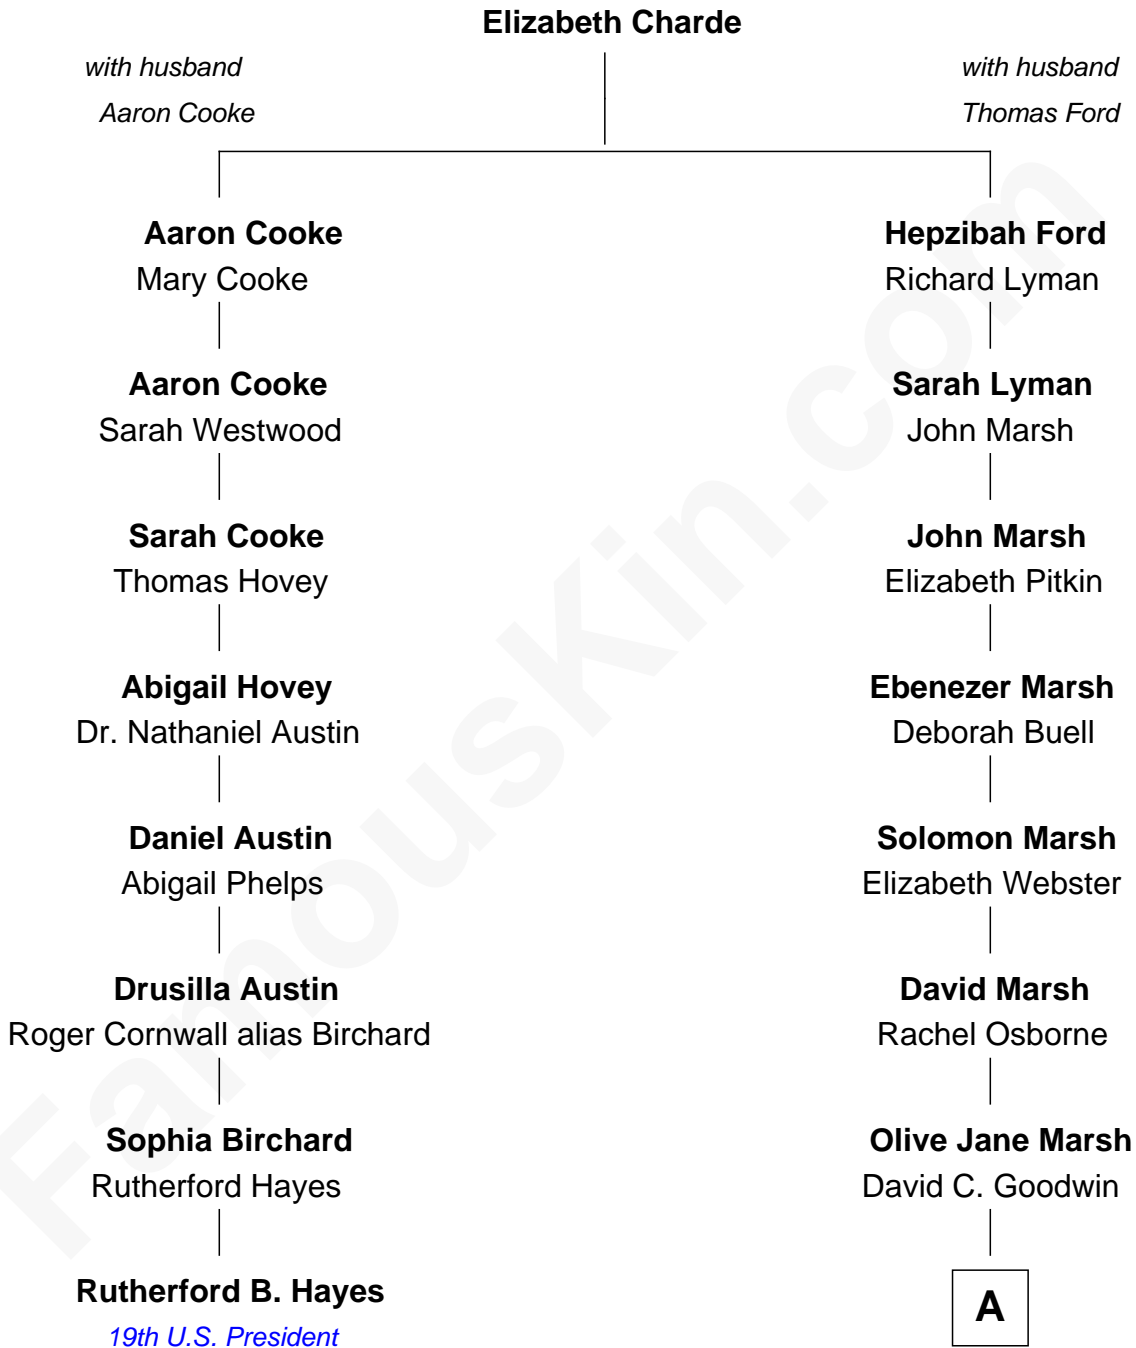 Elizabeth Charde
with husband
Aaron Cooke
with husband
Thomas Ford
Aaron Cooke
Mary Cooke
Hepzibah Ford
Richard Lyman
Aaron Cooke
Sarah Westwood
Sarah Lyman
John Marsh
Sarah Cooke
Thomas Hovey
John Marsh
Elizabeth Pitkin
Abigail Hovey
Dr. Nathaniel Austin
Ebenezer Marsh
Deborah Buell
Daniel Austin
Abigail Phelps
Solomon Marsh
Elizabeth Webster
Drusilla Austin
Roger Cornwall alias Birchard
David Marsh
Rachel Osborne
Sophia Birchard
Rutherford Hayes
Olive Jane Marsh
David C. Goodwin
Rutherford B. Hayes
19th U.S. President
A
FamousKin.com